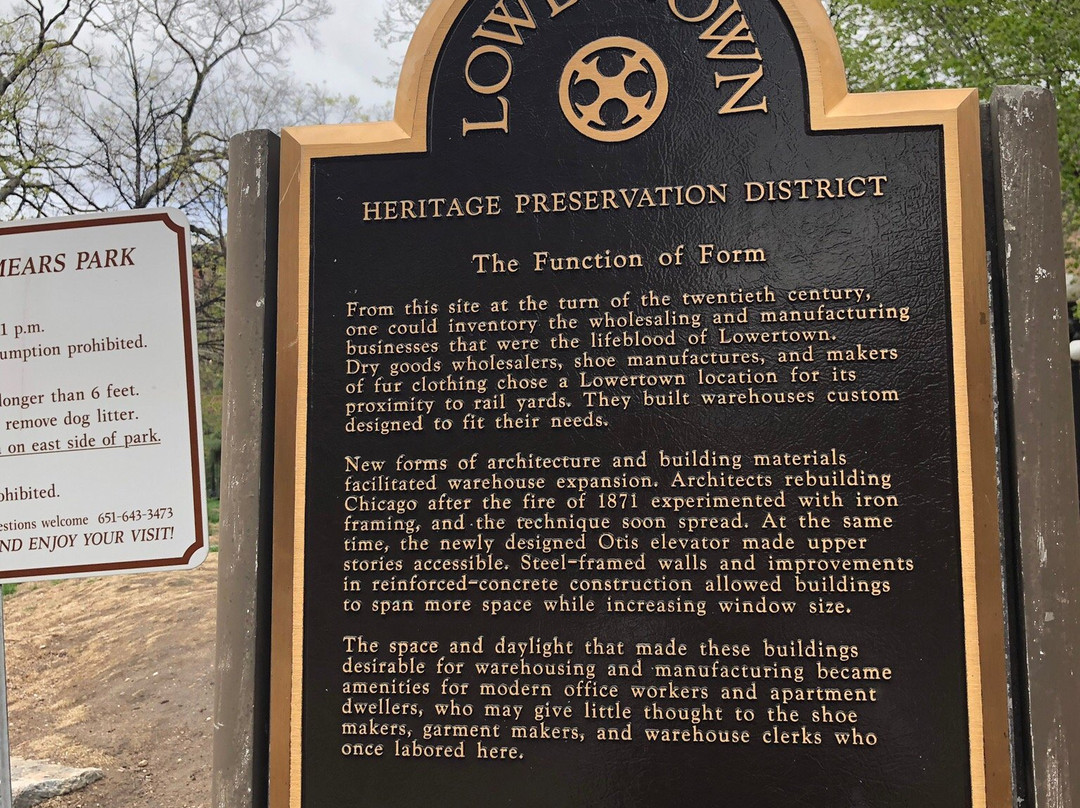 MEARS PARK
1 p.m.
umption prohibited.
longer than 6 feet.
remove dog litter.
on east side of park.
ohibited.
estions welcome 651-643-3473
ND ENJOY YOUR VISIT!
LOWE OWN
HERITAGE PRESERVATION DISTRICT
The Function of Form
From this site at the turn of the twentieth century,
one could inventory the wholesaling and manufacturing
businesses that were the lifeblood of Lowertown.
Dry goods wholesalers, shoe manufactures, and makers
of fur clothing chose a Lowertown location for its
proximity to rail yards. They built warehouses custom
designed to fit their needs.
New forms of architecture and building materials
facilitated warehouse expansion. Architects rebuilding
Chicago after the fire of 1871 experimented with iron
framing, and the technique soon spread. At the same
time, the newly designed Otis elevator made upper
stories accessible. Steel-framed walls and improvements
in reinforced-concrete construction allowed buildings
to span more space while increasing window size.
The space and daylight that made these buildings
desirable for warehousing and manufacturing became
amenities for modern office workers and apartment
dwellers, who may give little thought to the shoe
makers, garment makers, and warehouse clerks who
once labored here.